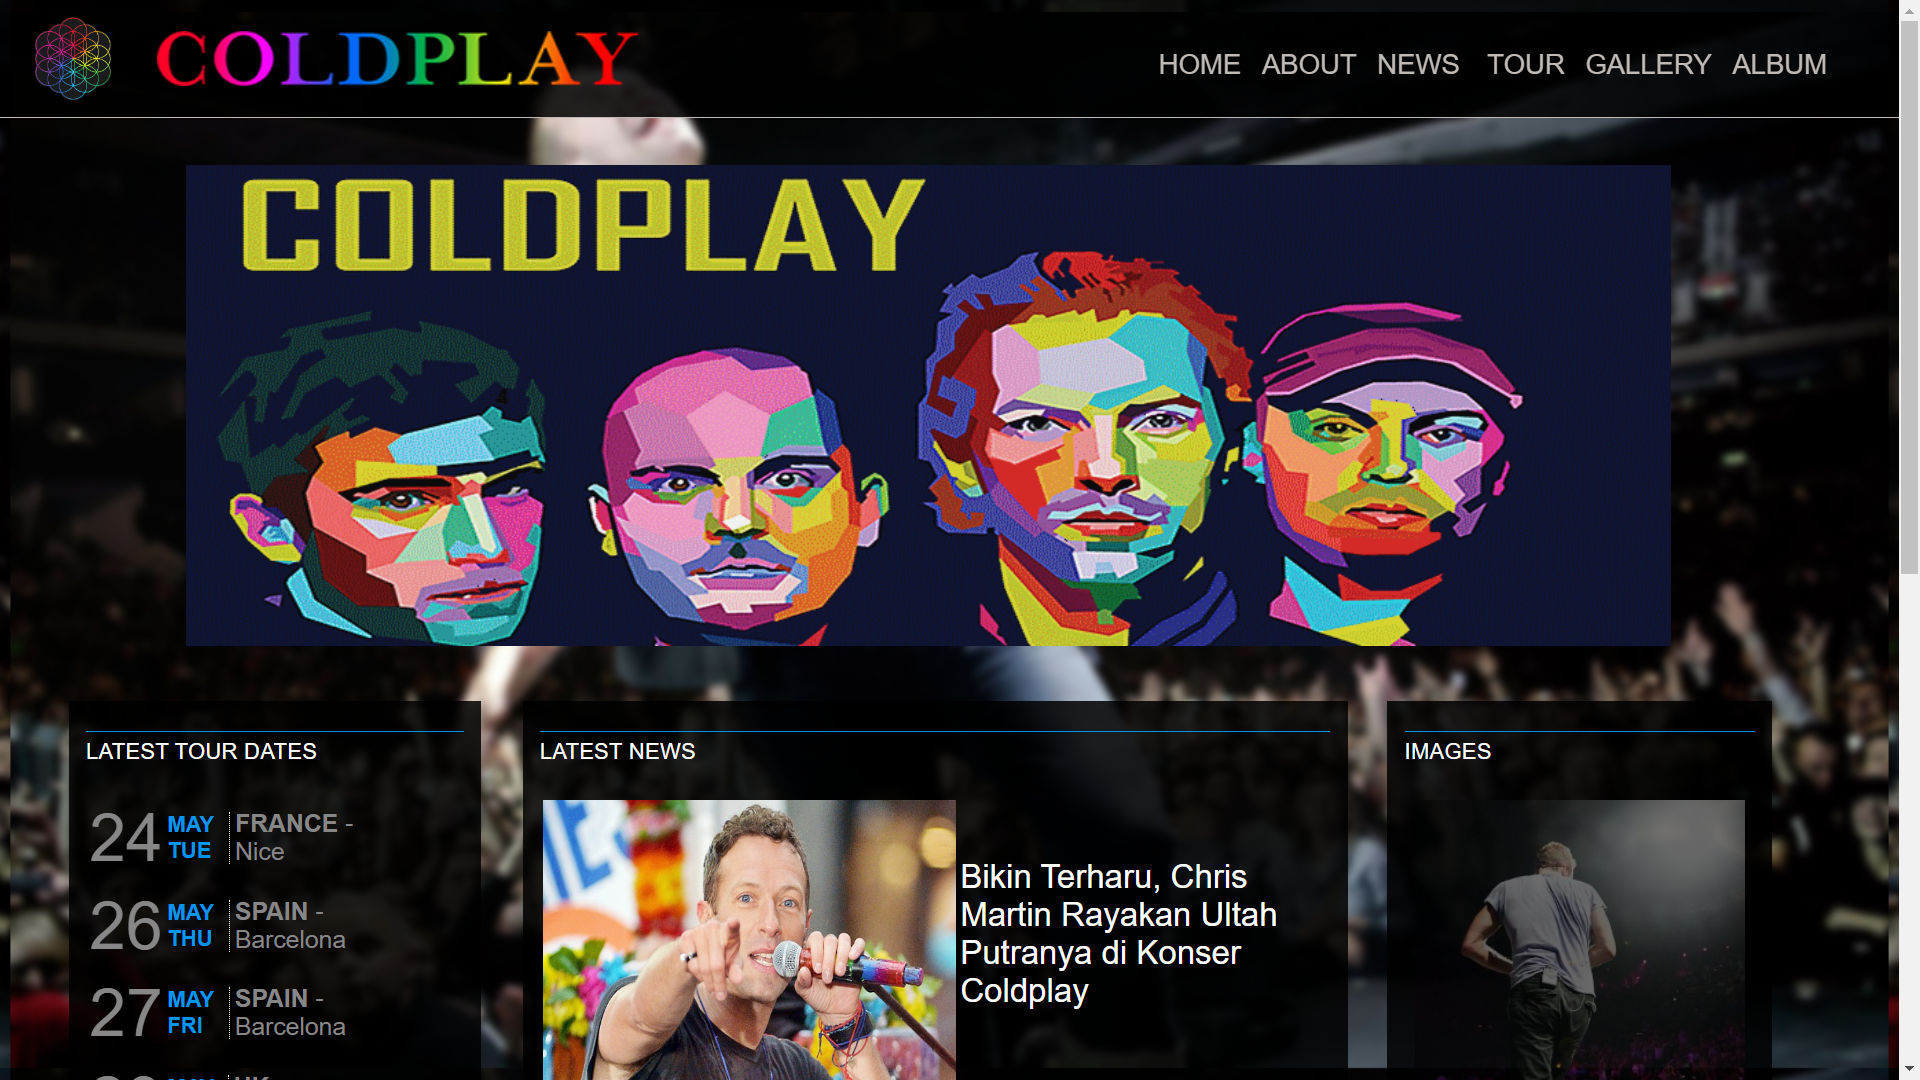 COLDPLAY
HOME ABOUT NEWS TOUR GALLERY ALBUM
COLDPLAY
LATEST TOUR DATES
24 MAY TUE FRANCE - Nice
26 MAY THU SPAIN - Barcelona
27 MAY FRI SPAIN - Barcelona
LATEST NEWS
Bikin Terharu, Chris
Martin Rayakan Ultah
Putranya di Konser
Coldplay
IMAGES